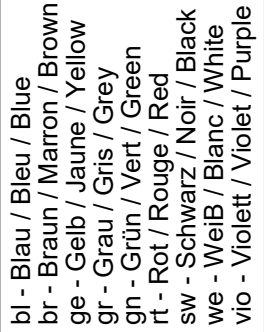 bl - Blau / Bleu / Blue
br - Braun / Marron / Brown
ge - Gelb / Jaune / Yellow
gr - Grau / Gris / Grey
gn - Grün / Vert / Green
rt - Rot / Rouge / Red
sw - Schwarz / Noir / Black
we - WeiB / Blanc / White
vio - Violett / Violet / Purple